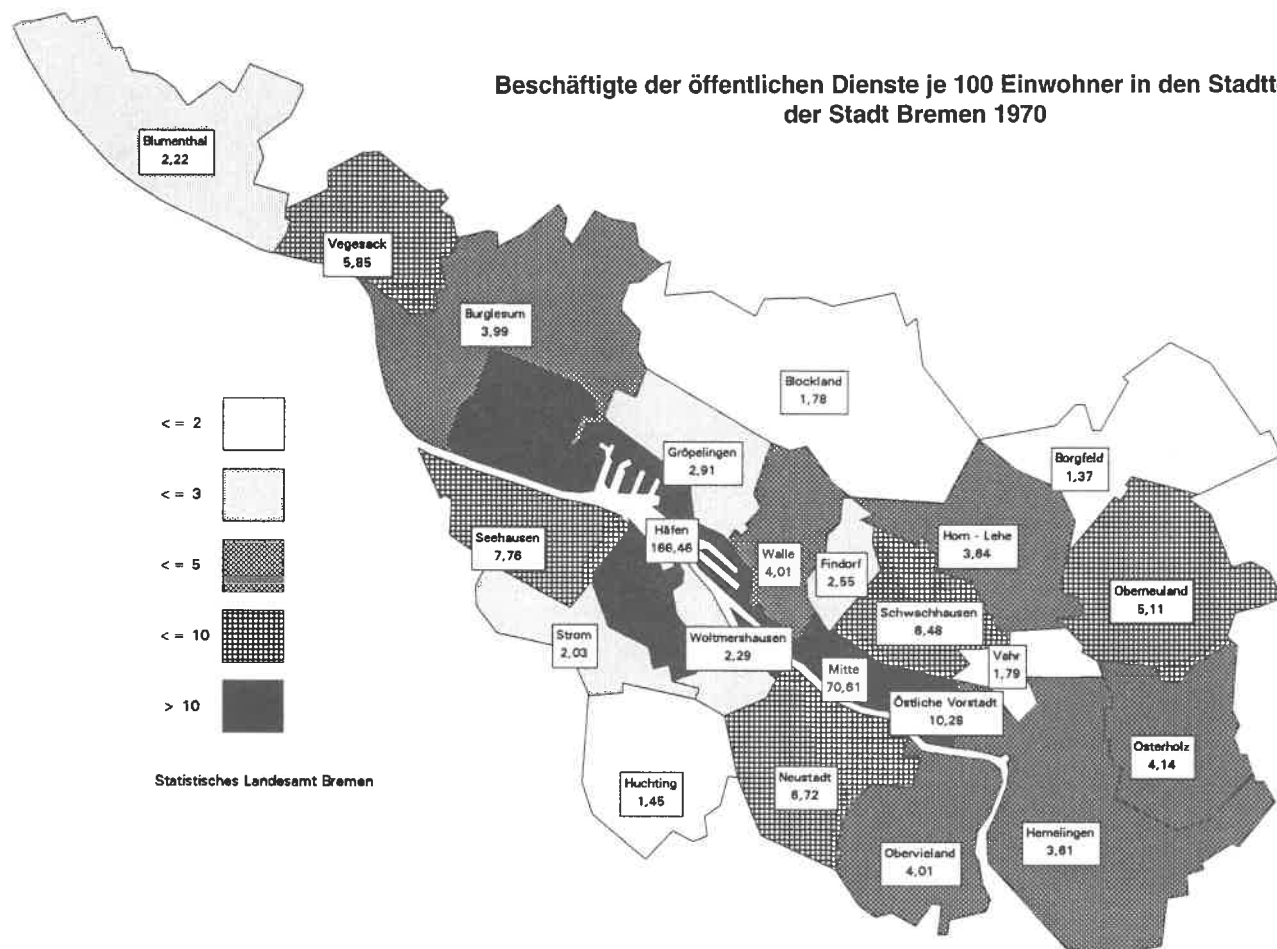 Beschäftigte der öffentlichen Dienste je 100 Einwohner in den Stadtt
der Stadt Bremen 1970
Blumenthal
2,22
Vegesack
5,85
Burglesum
3,99
Blockland
1,78
Borgfeld
1,37
Gröpelingen
2,91
Seehausen
7,76
Häfen
166,46
Walle
4,01
Findorf
2,55
Horn - Lehe
3,64
Oberneuland
5,11
Schwachhausen
6,48
Strom
2,03
Woltmershausen
2,29
Vahr
1,79
Mitte
70,61
Östliche Vorstadt
10,28
Osterholz
4,14
Huchting
1,45
Neustadt
6,72
Hemelingen
3,61
Obervieland
4,01
< = 2
< = 3
< = 5
< = 10
> 10
Statistisches Landesamt Bremen